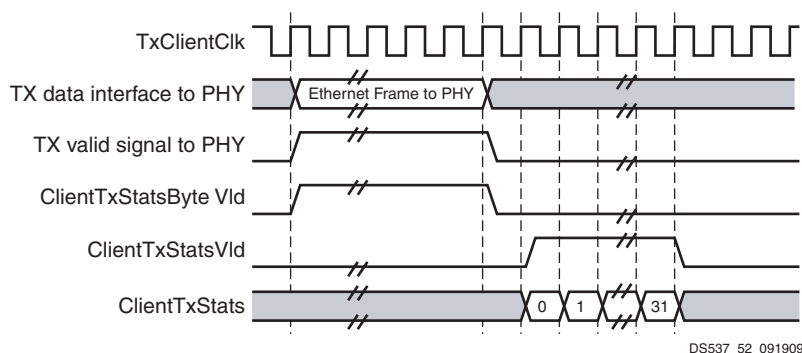 TxClientClk
TX data interface to PHY
Ethernet Frame to PHY
TX valid signal to PHY
ClientTxStatsByte Vld
ClientTxStatsVld
ClientTxStats
0 1 31
DS537_52_091909